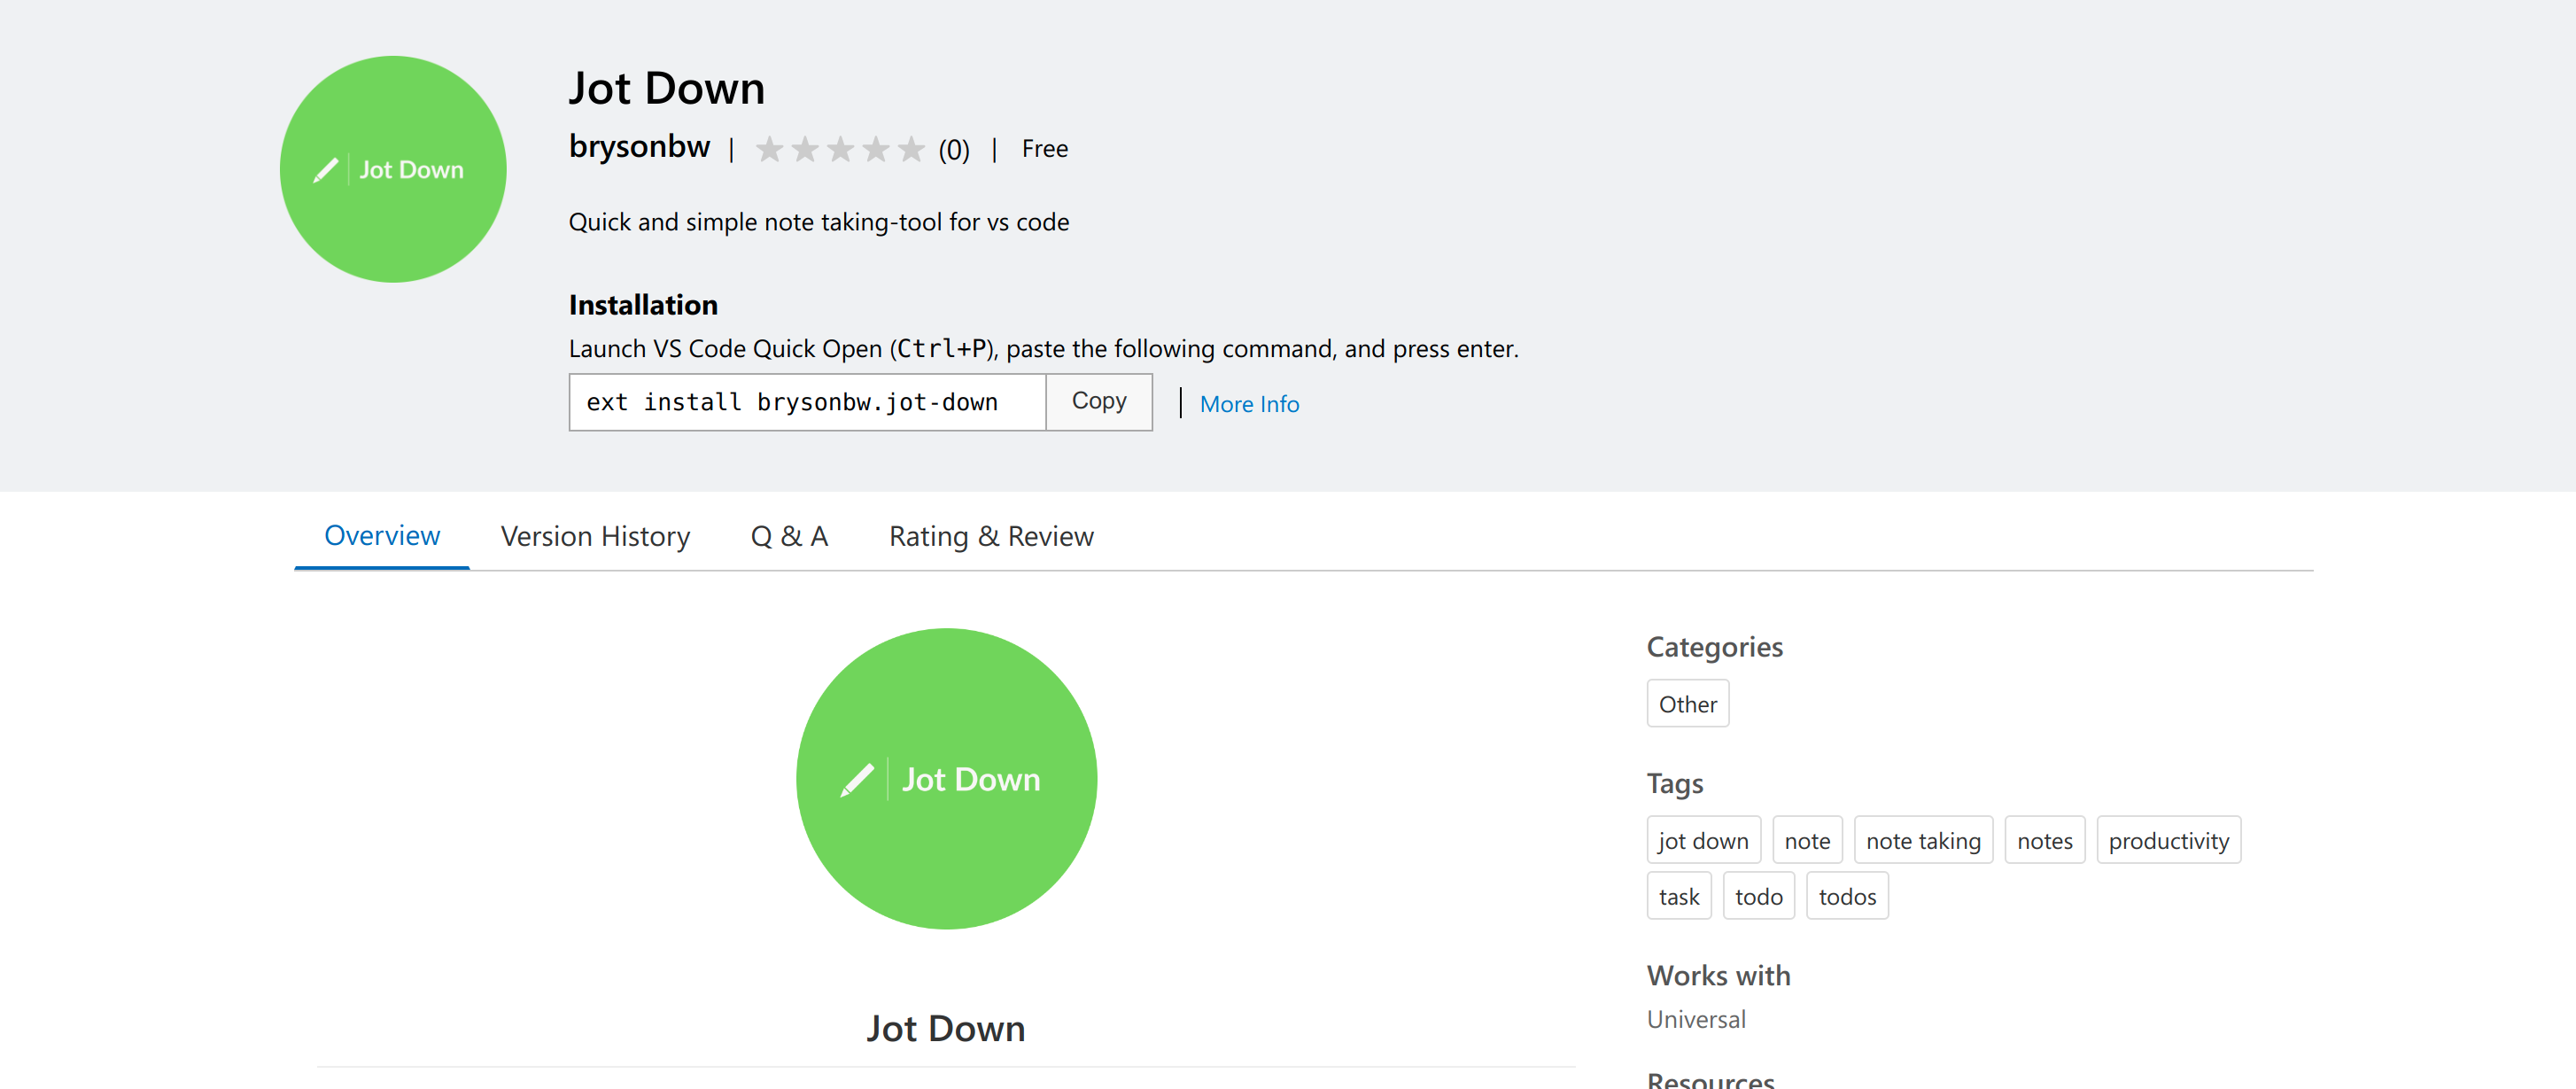 Jot Down
Jot Down
brysonbw | (0) | Free
Quick and simple note taking-tool for vs code
Installation
Launch VS Code Quick Open (Ctrl+P), paste the following command, and press enter.
ext install brysonbw.jot-down Copy | More Info
Overview Version History Q & A Rating & Review
Jot Down
Jot Down
Categories
Other
Tags
jot down note note taking notes productivity
task todo todos
Works with
Universal
Resources